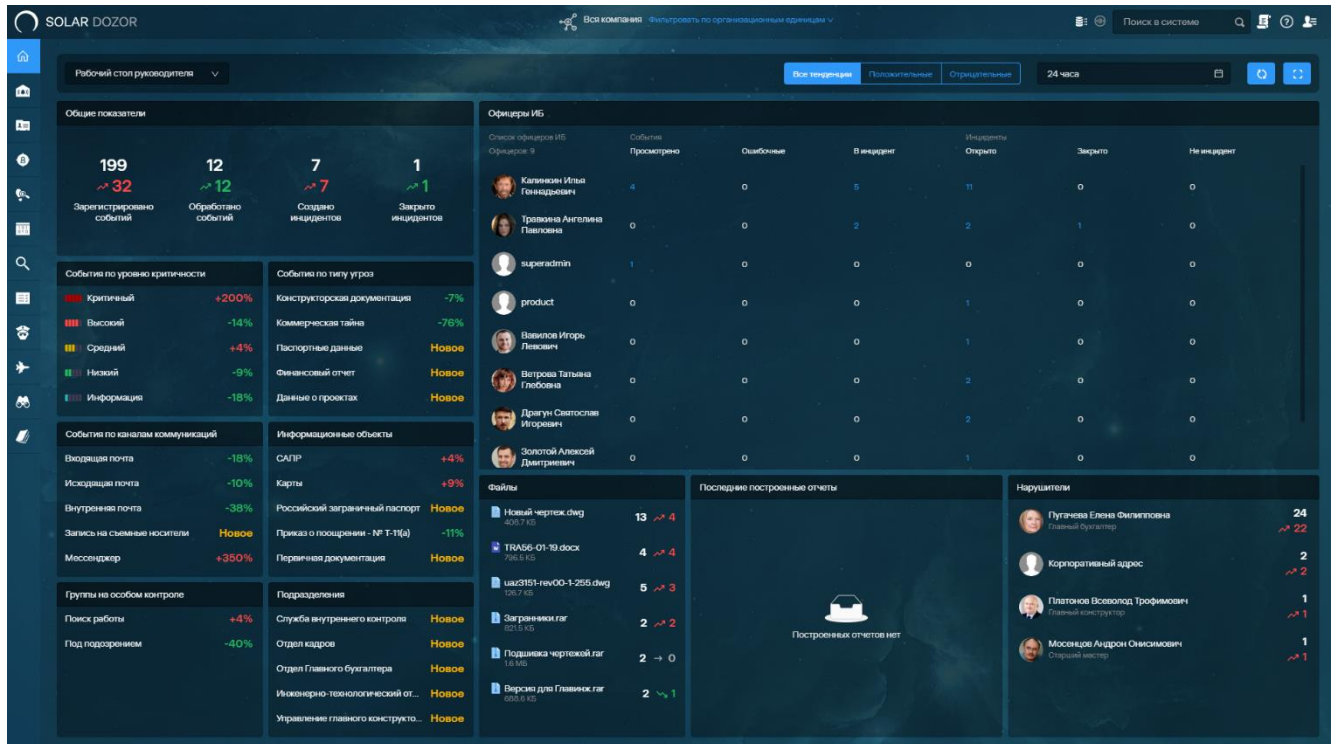 SOLAR DOZOR
Вся компания Фильтровать по организационным единицам
Поиск в системе
Рабочий стол руководителя
Все тенденции Положительные Отрицательные
24 часа
Общие показатели
199 12 7 1
32 12 7 1
Зарегистрировано событий
Обработано событий
Создано инцидентов
Закрыто инцидентов
События по уровню критичности
Критичный +200%
Высокий -14%
Средний +4%
Низкий -9%
Информация -18%
События по типу угроз
Конструкторская документация -7%
Коммерческая тайна -76%
Паспортные данные Новое
Финансовый отчет Новое
Данные о проектах Новое
События по каналам коммуникаций
Входящая почта -18%
Исходящая почта -10%
Внутренняя почта -38%
Запись на съемные носители Новое
Мессенджер +350%
Информационные объекты
САПР +4%
Карты +9%
Российский заграничный паспорт Новое
Приказ о поощрении - № Т-11(а) -11%
Первичная документация Новое
Группы на особом контроле
Поиск работы +4%
Под подозрением -40%
Подразделения
Служба внутреннего контроля Новое
Отдел кадров Новое
Отдел Главного бухгалтера Новое
Инженерно-технологический от... Новое
Управление главного конструкто... Новое
Офицеры ИБ
Список офицеров ИБ События Инциденты
Офицеров: 9 Просмотрено Ошибочные В инцидент Открыто Закрыто Не инцидент
Калинкин Илья
Геннадьевич 4 0 5 11 0 0
Травкина Ангелина
Павловна 0 0 2 2 1 0
superadmin 1 0 0 0 0 0
product 0 0 0 1 0 0
Вавилов Игорь
Левович 0 0 0 1 0 0
Ветрова Татьяна
Глебовна 0 0 0 2 0 0
Драгун Святослав
Игоревич 0 0 0 2 0 0
Золотой Алексей
Дмитриевич 0 0 0 1 0 0
Файлы
Новый чертеж.dwg 13 4
406.7 КБ
TRA56-01-19.docx 4 4
796.5 КБ
uaz3151-rev00-1-255.dwg 5 3
126.7 КБ
Загранники.rar 2 2
821.5 КБ
Подшивка чертежей.rar 2 → 0
1.6 МБ
Версия для Главинж.rar 2 1
688.6 КБ
Последние построенные отчеты
Построенных отчетов нет
Нарушители
Пугачева Елена Филипповна 24
Главный бухгалтер 22
Корпоративный адрес 2
2
Платонов Всеволод Трофимович 1
Главный конструктор 1
Мосенцов Андрон Онисимович 1
Старший мастер 1